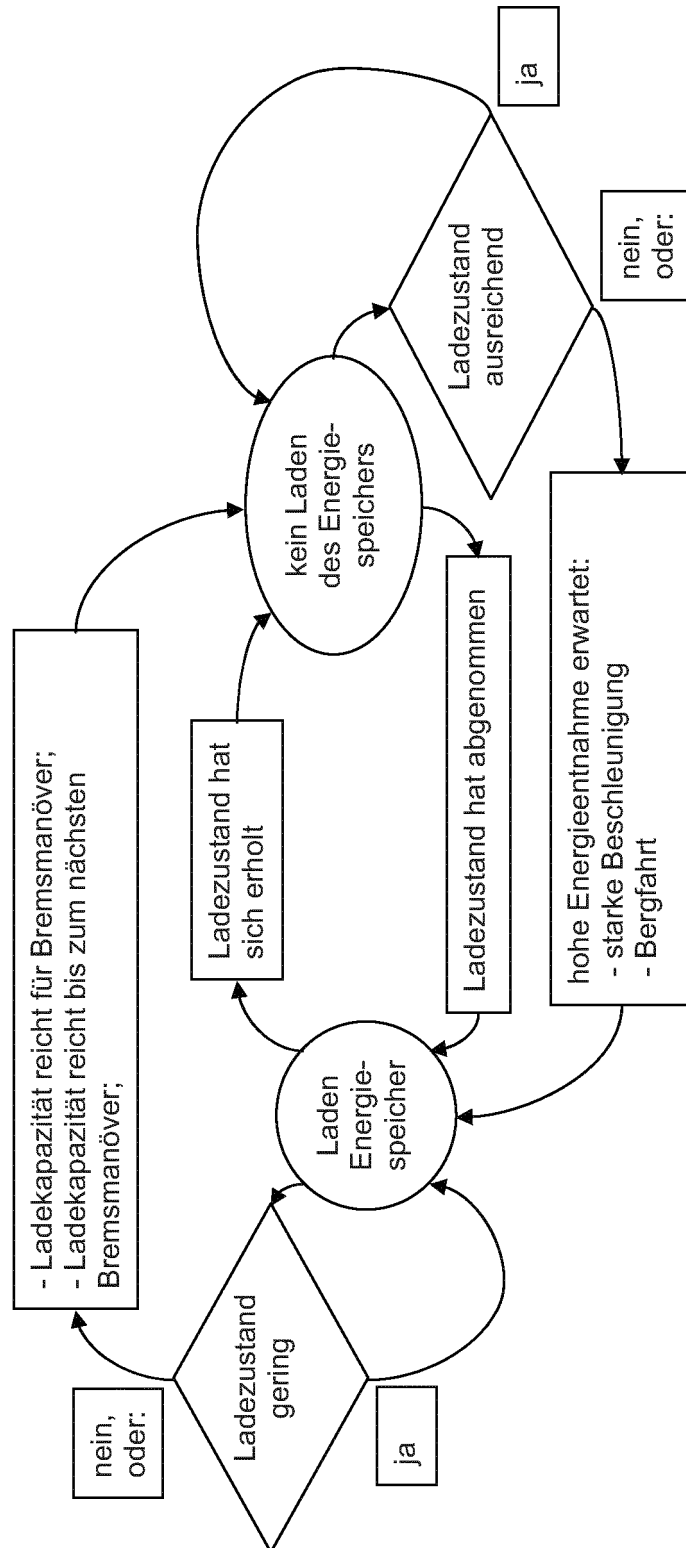 nein,
oder:
- Ladekapazität reicht für Bremsmanöver;
- Ladekapazität reicht bis zum nächsten
Bremsmanöver;
Ladezustand
gering
ja
Laden
Energie-
speicher
Ladezustand hat
sich erholt
Ladezustand hat abgenommen
kein Laden
des Energie-
speichers
hohe Energieentnahme erwartet:
- starke Beschleunigung
- Bergfahrt
Ladezustand
ausreichend
ja
nein,
oder: